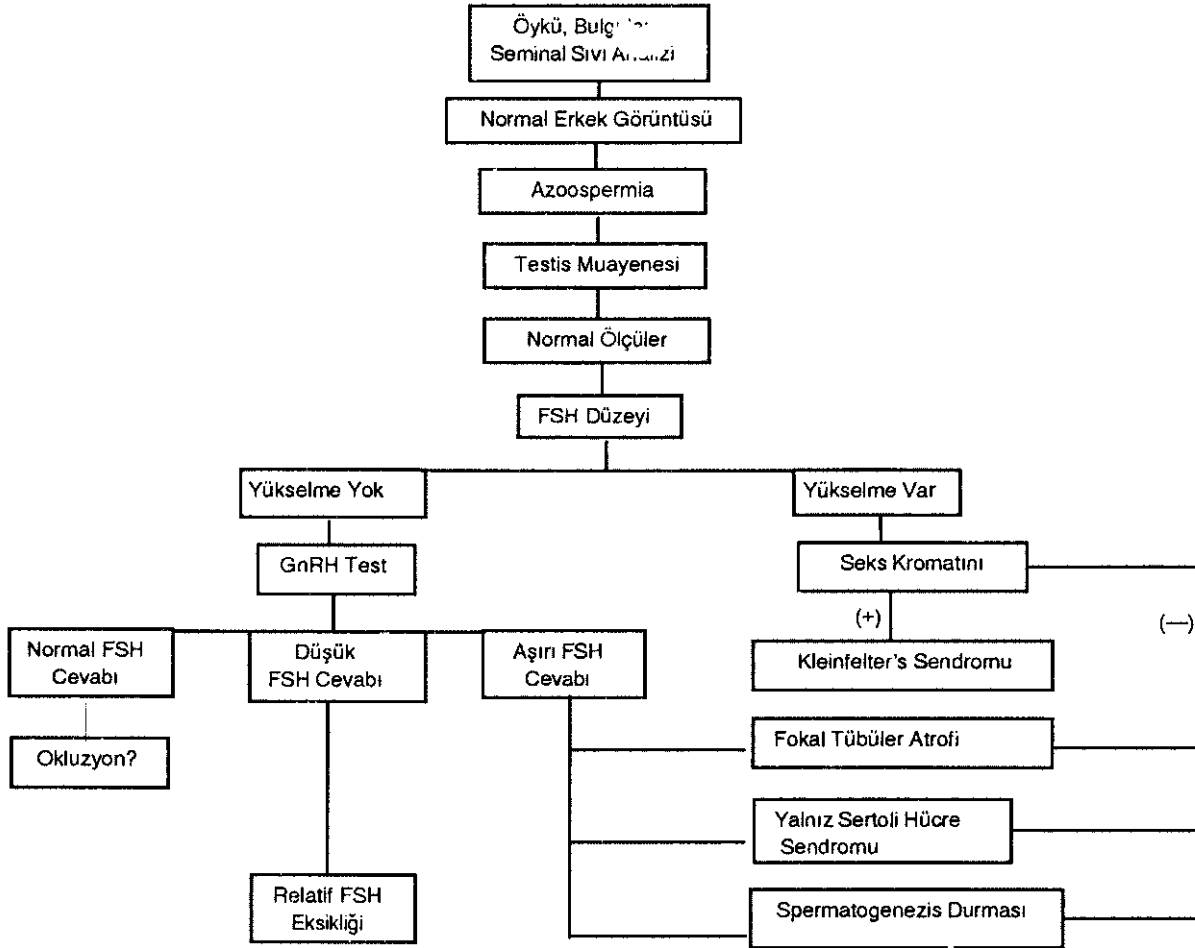 Öykü,
Seminal Sıvı
Normal Erkek Görüntüsü
Azoospermia
Testis Muayenesi
Normal Ölçüler
FSH Düzeyi
Yükselme Yok
Yükselme Var
GnRH Test
Seks Kromatını
(+)
(—)
Normal FSH
Cevabı
Düşük
FSH Cevabı
Aşırı FSH
Cevabı
Kleinfelter's Sendromu
Okluzyon?
Fokal Tübüler Atrofi
Yalnız Sertoli Hücre
Sendromu
Relatif FSH
Eksikliği
Spermatogenezis Durması